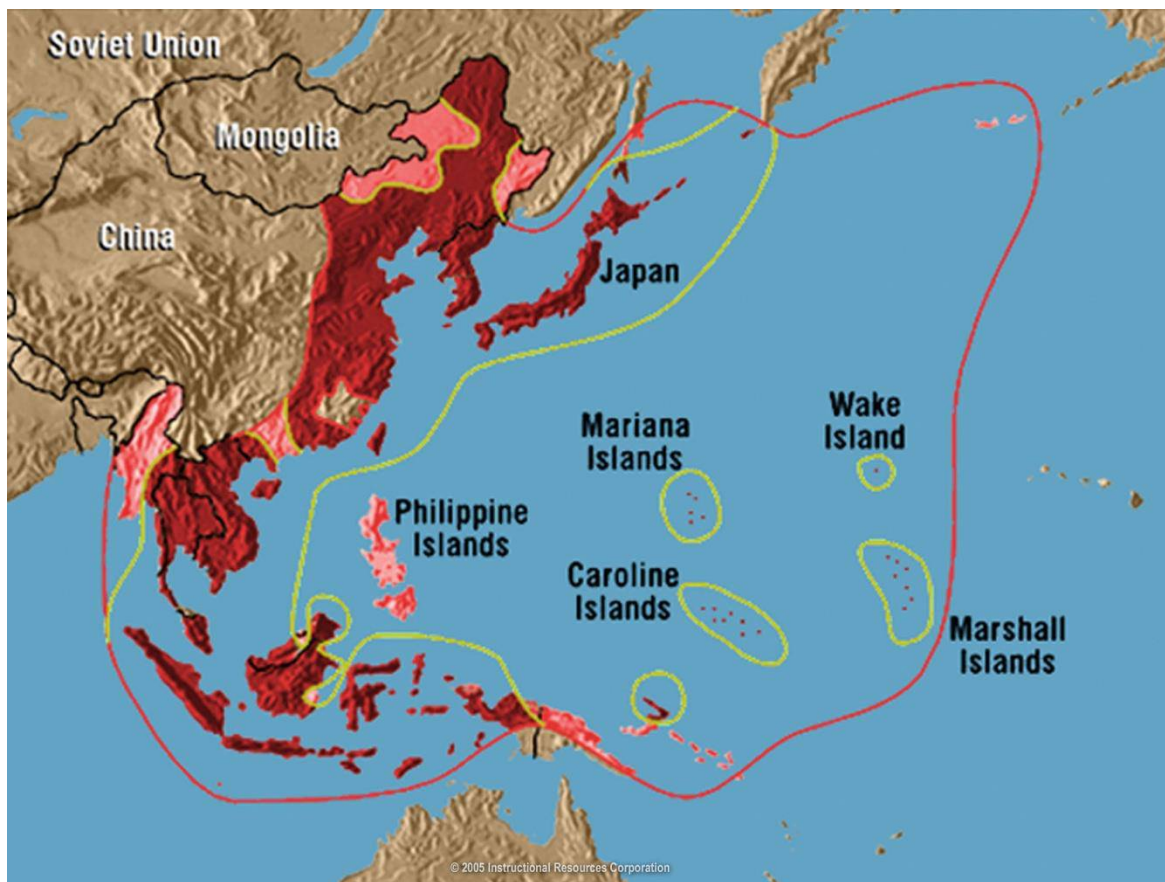 Soviet Union
Mongolia
China
Japan
Wake
Island
Mariana
Islands
Philippine
Islands
Caroline
Islands
Marshall
Islands
© 2005 Instructional Resources Corporation